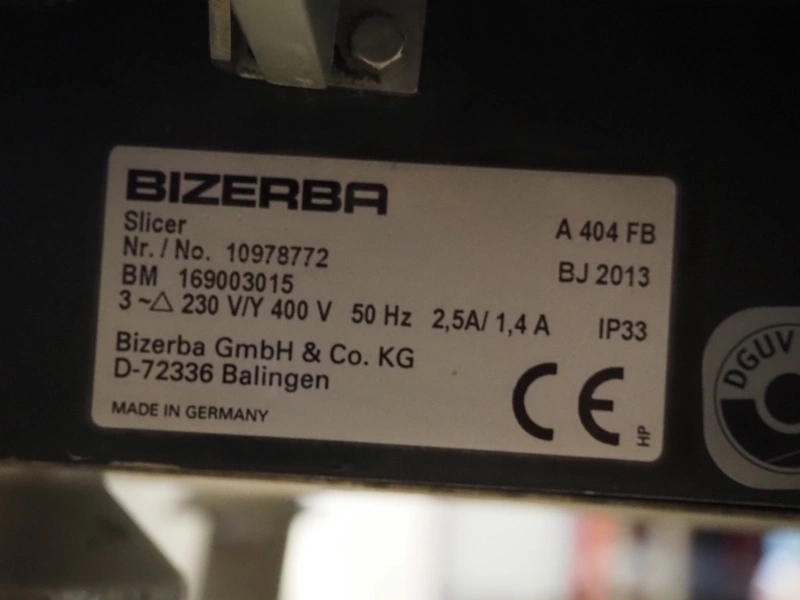 BIZERBA
Slicer A 404 FB
Nr. / No. 10978772
BM 169003015 BJ 2013
3 ~△ 230 V/Y 400 V 50 Hz 2,5A/ 1,4 A IP33
Bizerba GmbH & Co. KG
D-72336 Balingen
CE
HP
MADE IN GERMANY
DGUV